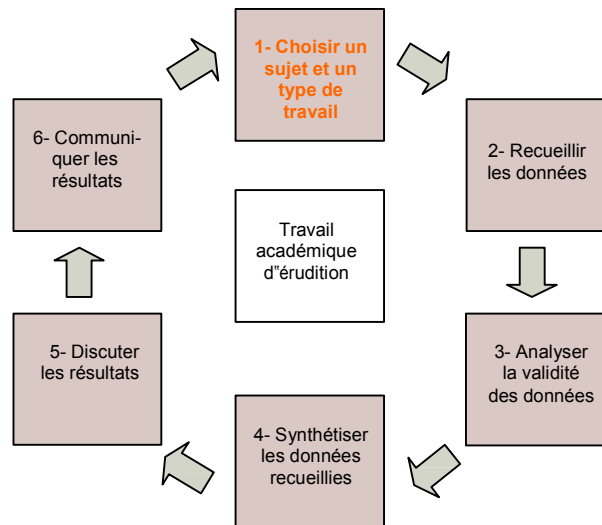 1- Choisir un
sujet et un
type de
travail
2- Recueillir
les données
3- Analyser
la validité
des données
4- Synthétiser
les données
recueillies
5- Discuter
les résultats
6- Communi-
quer les
résultats
Travail
académique
d‟érudition